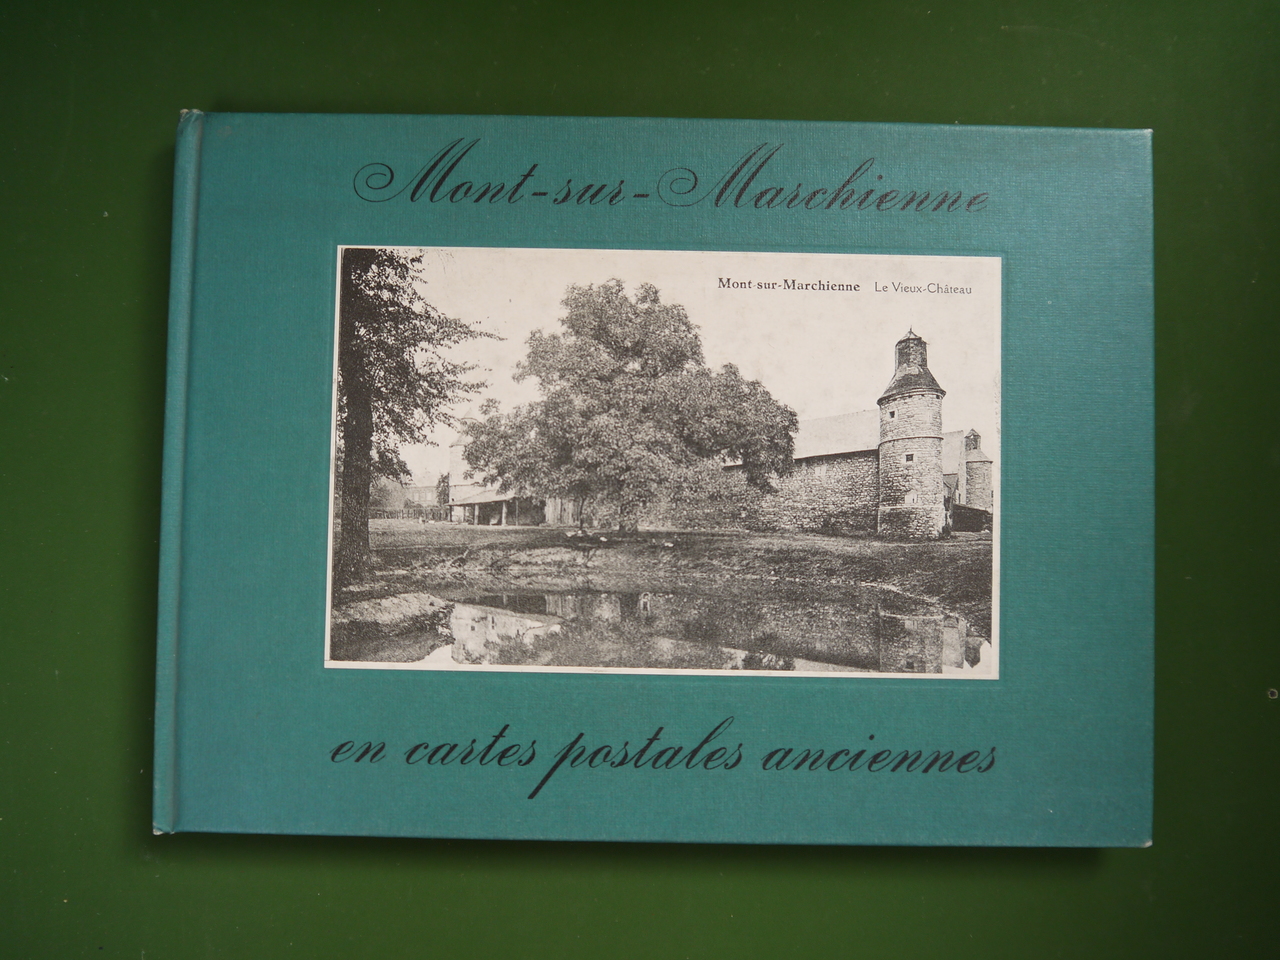 Mont-sur-Marchienne
Mont-sur-Marchienne Le Vieux-Château
en cartes postales anciennes